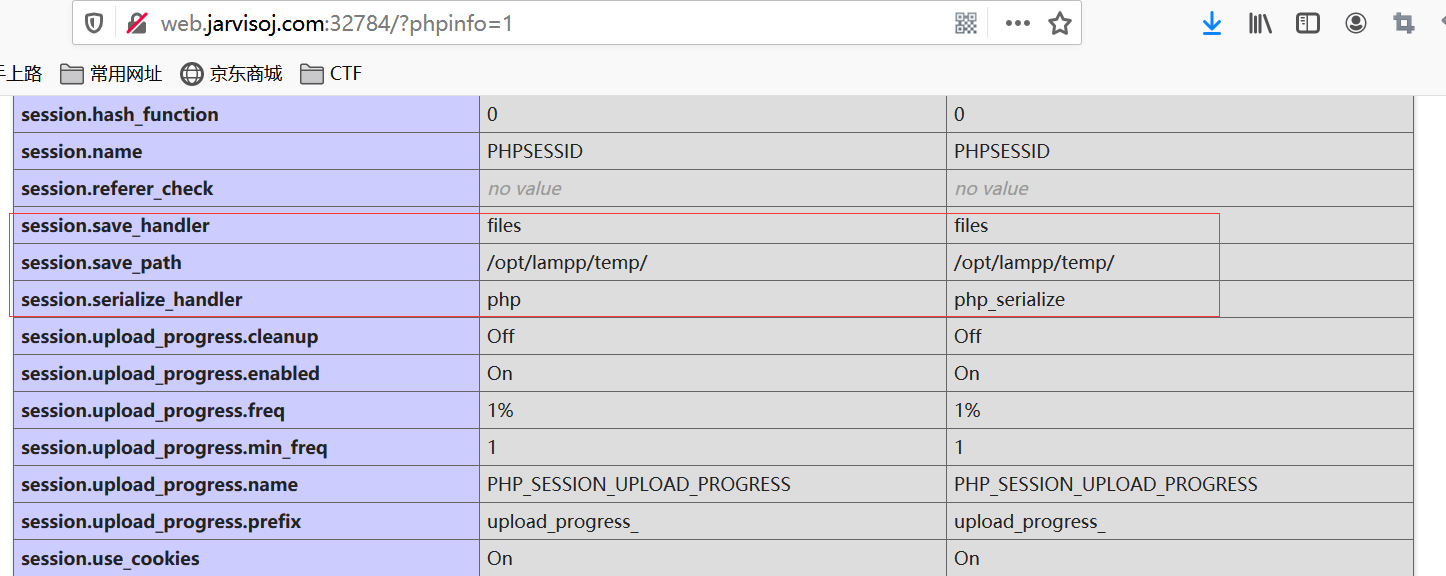 web.jarvisoj.com:32784/?phpinfo=1
上路 常用网址 京东商城 CTF
session.hash_function 0 0
session.name PHPSESSID PHPSESSID
session.referer_check no value no value
session.save_handler files files
session.save_path /opt/lampp/temp/ /opt/lampp/temp/
session.serialize_handler php php_serialize
session.upload_progress.cleanup Off Off
session.upload_progress.enabled On On
session.upload_progress.freq 1% 1%
session.upload_progress.min_freq 1 1
session.upload_progress.name PHP_SESSION_UPLOAD_PROGRESS PHP_SESSION_UPLOAD_PROGRESS
session.upload_progress.prefix upload_progress_ upload_progress_
session.use_cookies On On